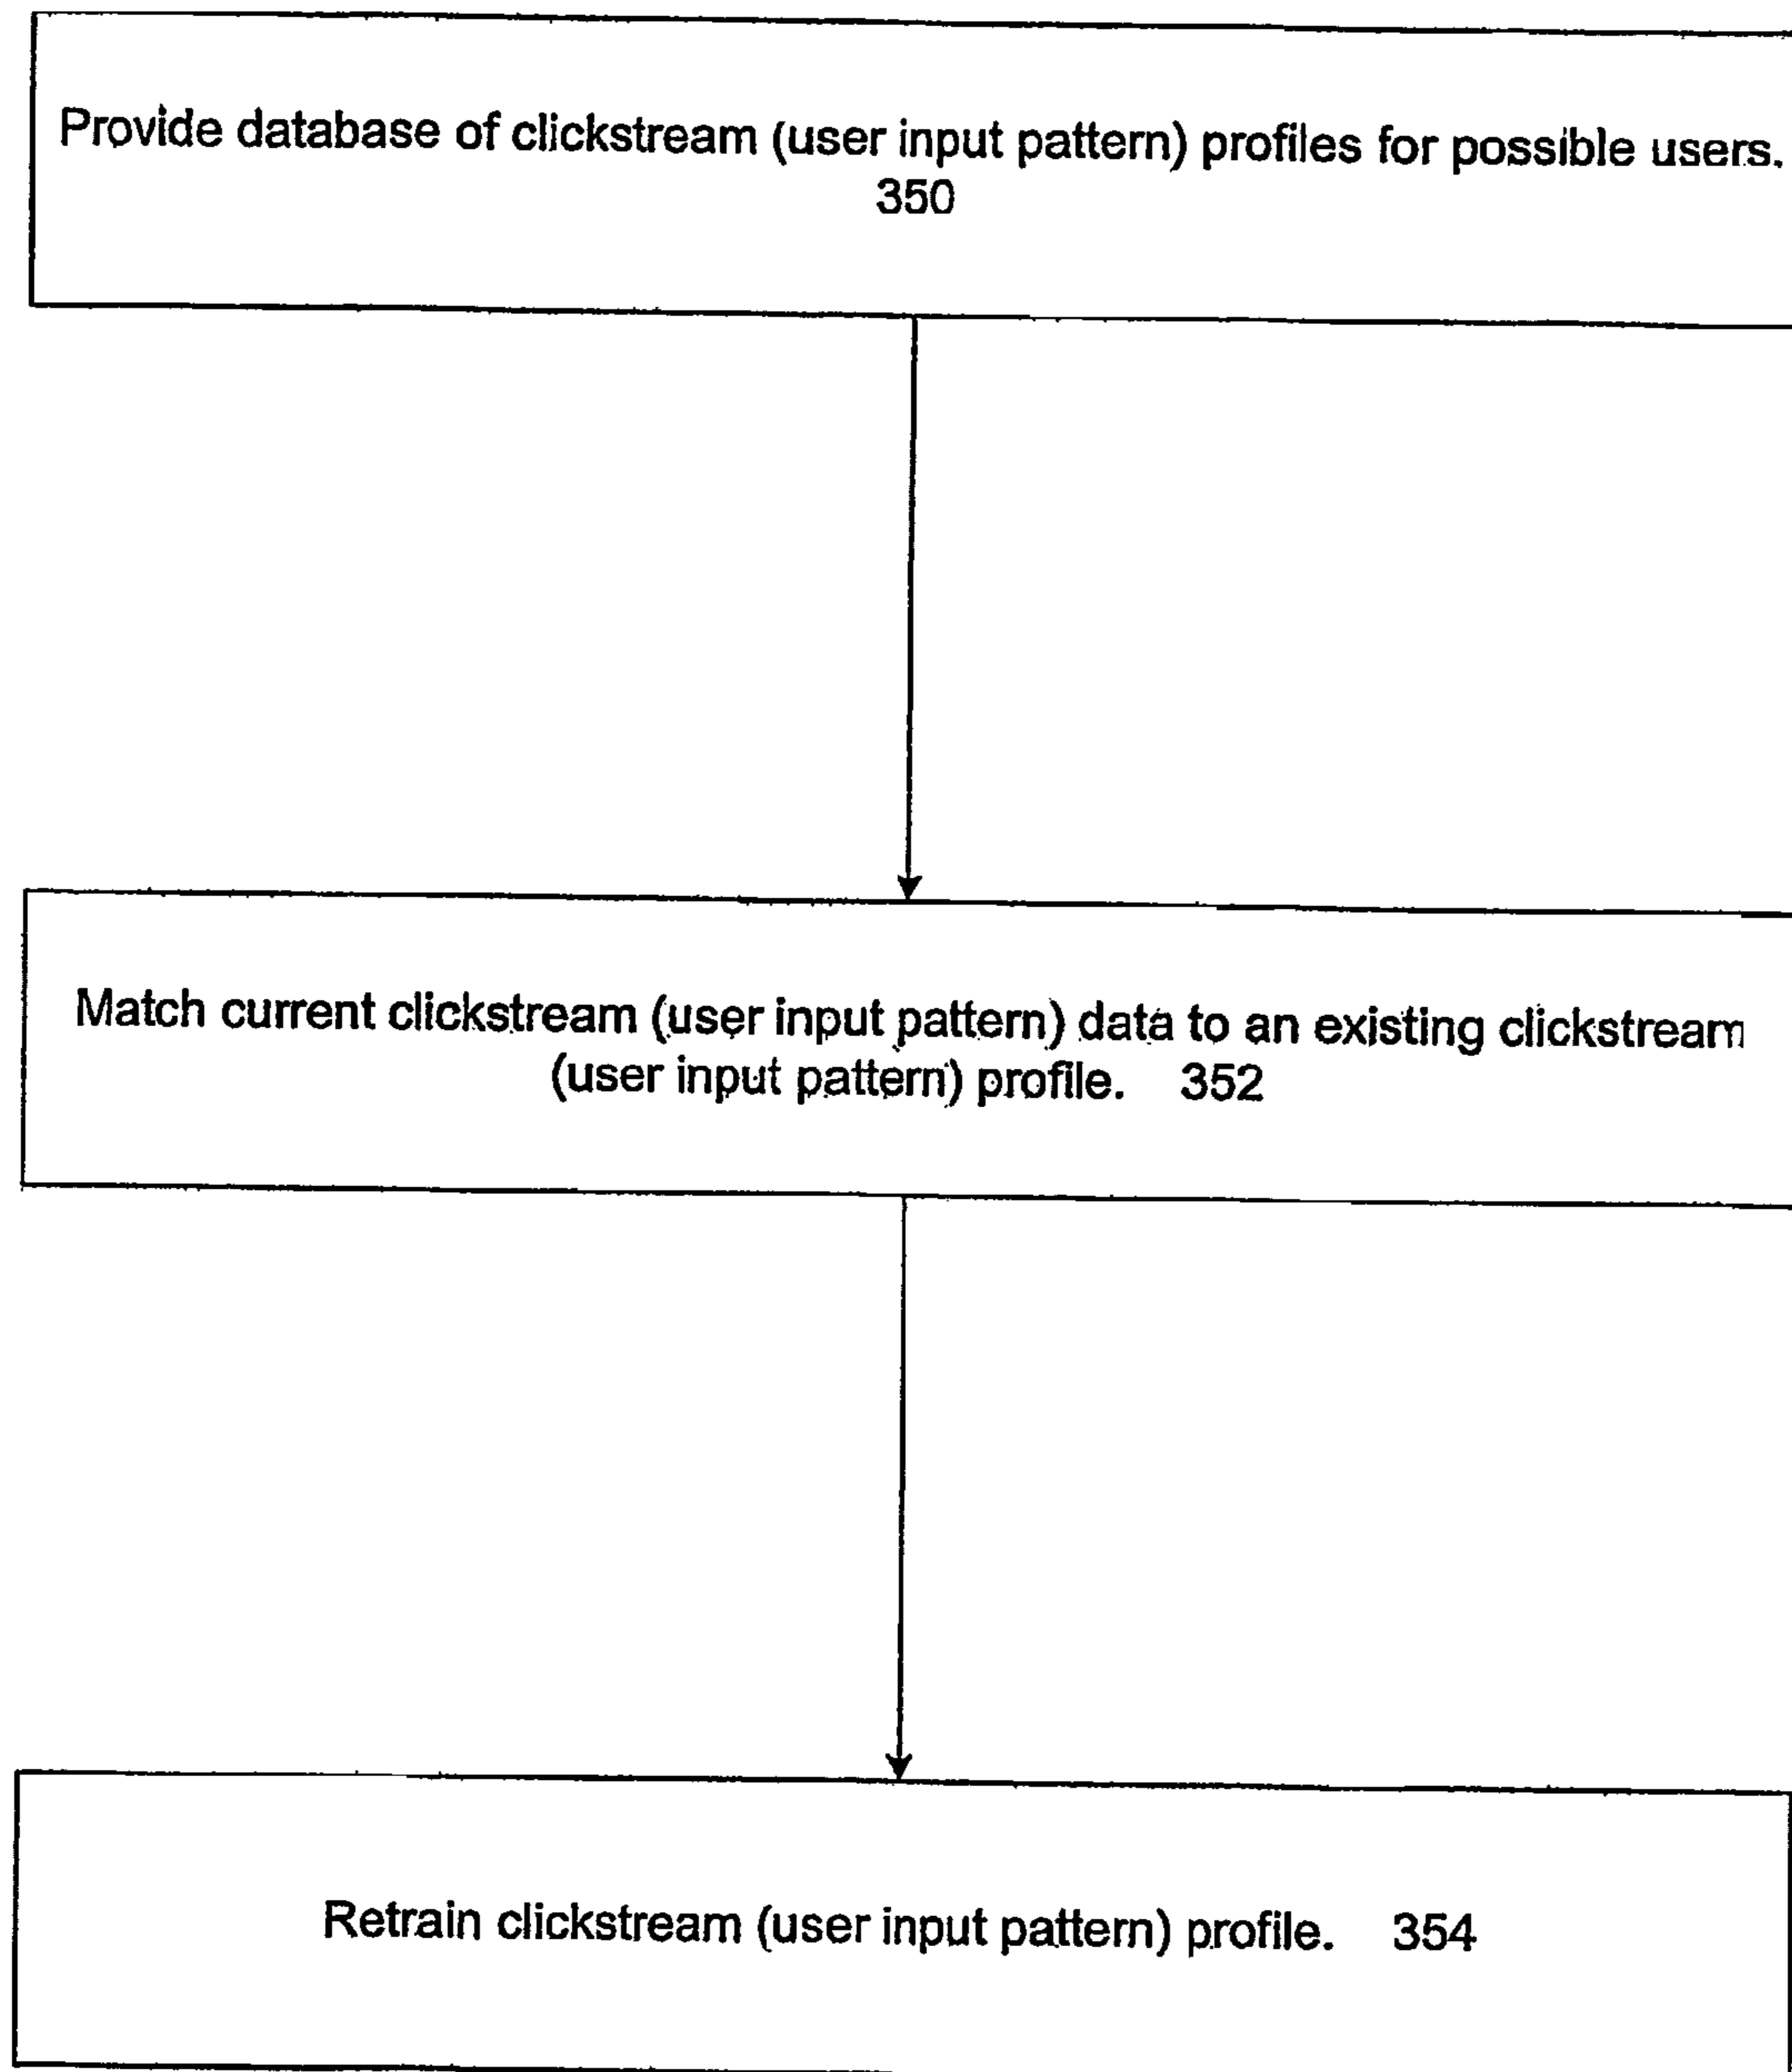 Provide database of clickstream (user input pattern) profiles for possible users.
350
Match current clickstream (user input pattern) data to an existing clickstream
(user input pattern) profile. 352
Retrain clickstream (user input pattern) profile. 354